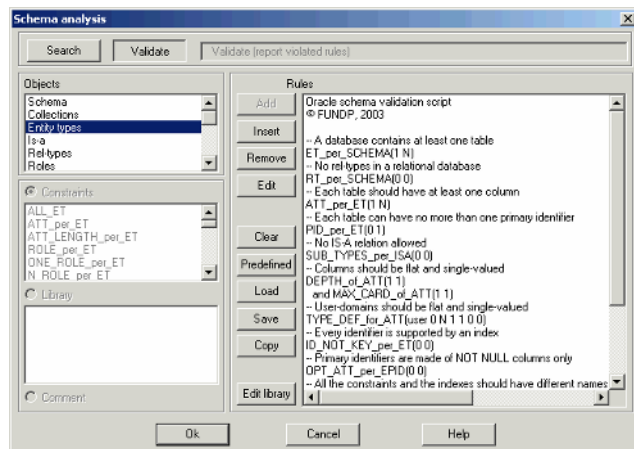 Schema analysis
Search
Validate
Validate (report violated rules)
Objects
Schema
Collections
Entity types
Is-a
Rel-types
Roles
Constraints
ALL_ET
ATT_per_ET
ATT_LENGTH_per_ET
ROLE_per_ET
ONE_ROLE_per_ET
N_ROLE_per_ET
Library
Comment
Rules
Add
Insert
Remove
Edit
Clear
Predefined
Load
Save
Copy
Edit library
Oracle schema validation script
© FUNDP, 2003
-- A database contains at least one table
ET_per_SCHEMA(1 N)
-- No rel-types in a relational database
RT_per_SCHEMA(0 0)
-- Each table should have at least one column
ATT_per_ET(1 N)
-- Each table can have no more than one primary identifier
PID_per_ET(0 1)
-- No IS-A relation allowed
SUB_TYPES_per_ISA(0 0)
-- Columns should be flat and single-valued
DEPTH_of_ATT(1 1)
and MAX_CARD_of_ATT(1 1)
-- User-domains should be flat and single-valued
TYPE_DEF_for_ATT(user 0 N 1 1 0 0)
-- Every identifier is supported by an index
ID_NOT_KEY_per_ET(0 0)
-- Primary identifiers are made of NOT NULL columns only
OPT_ATT_per_EPID(0 0)
-- All the constraints and the indexes should have different names
Ok
Cancel
Help